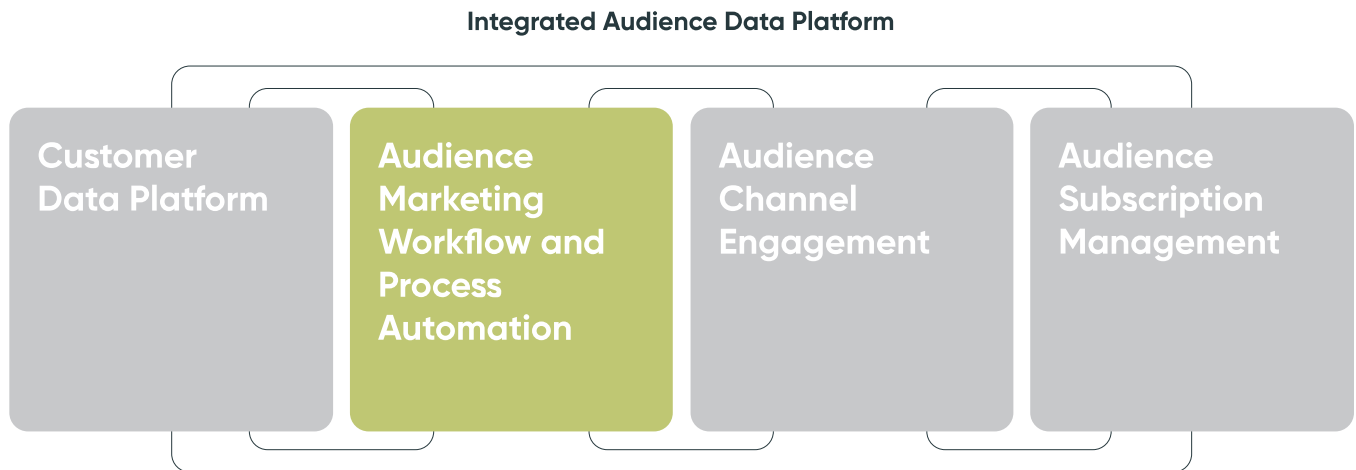 Integrated Audience Data Platform
Customer
Data Platform
Audience
Marketing
Workflow and
Process
Automation
Audience
Channel
Engagement
Audience
Subscription
Management